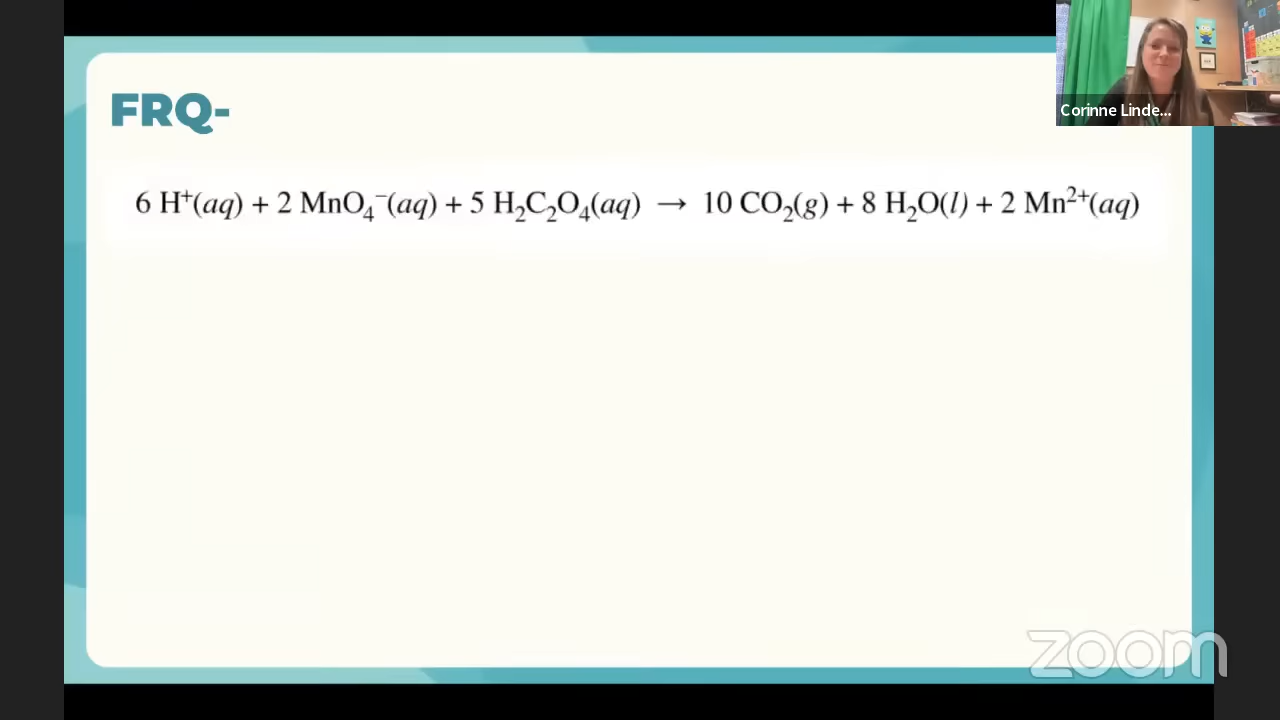 FRQ-
Corinne Linde...
6 H⁺(aq) + 2 MnO₄⁻(aq) + 5 H₂C₂O₄(aq) → 10 CO₂(g) + 8 H₂O(l) + 2 Mn²⁺(aq)
zoom